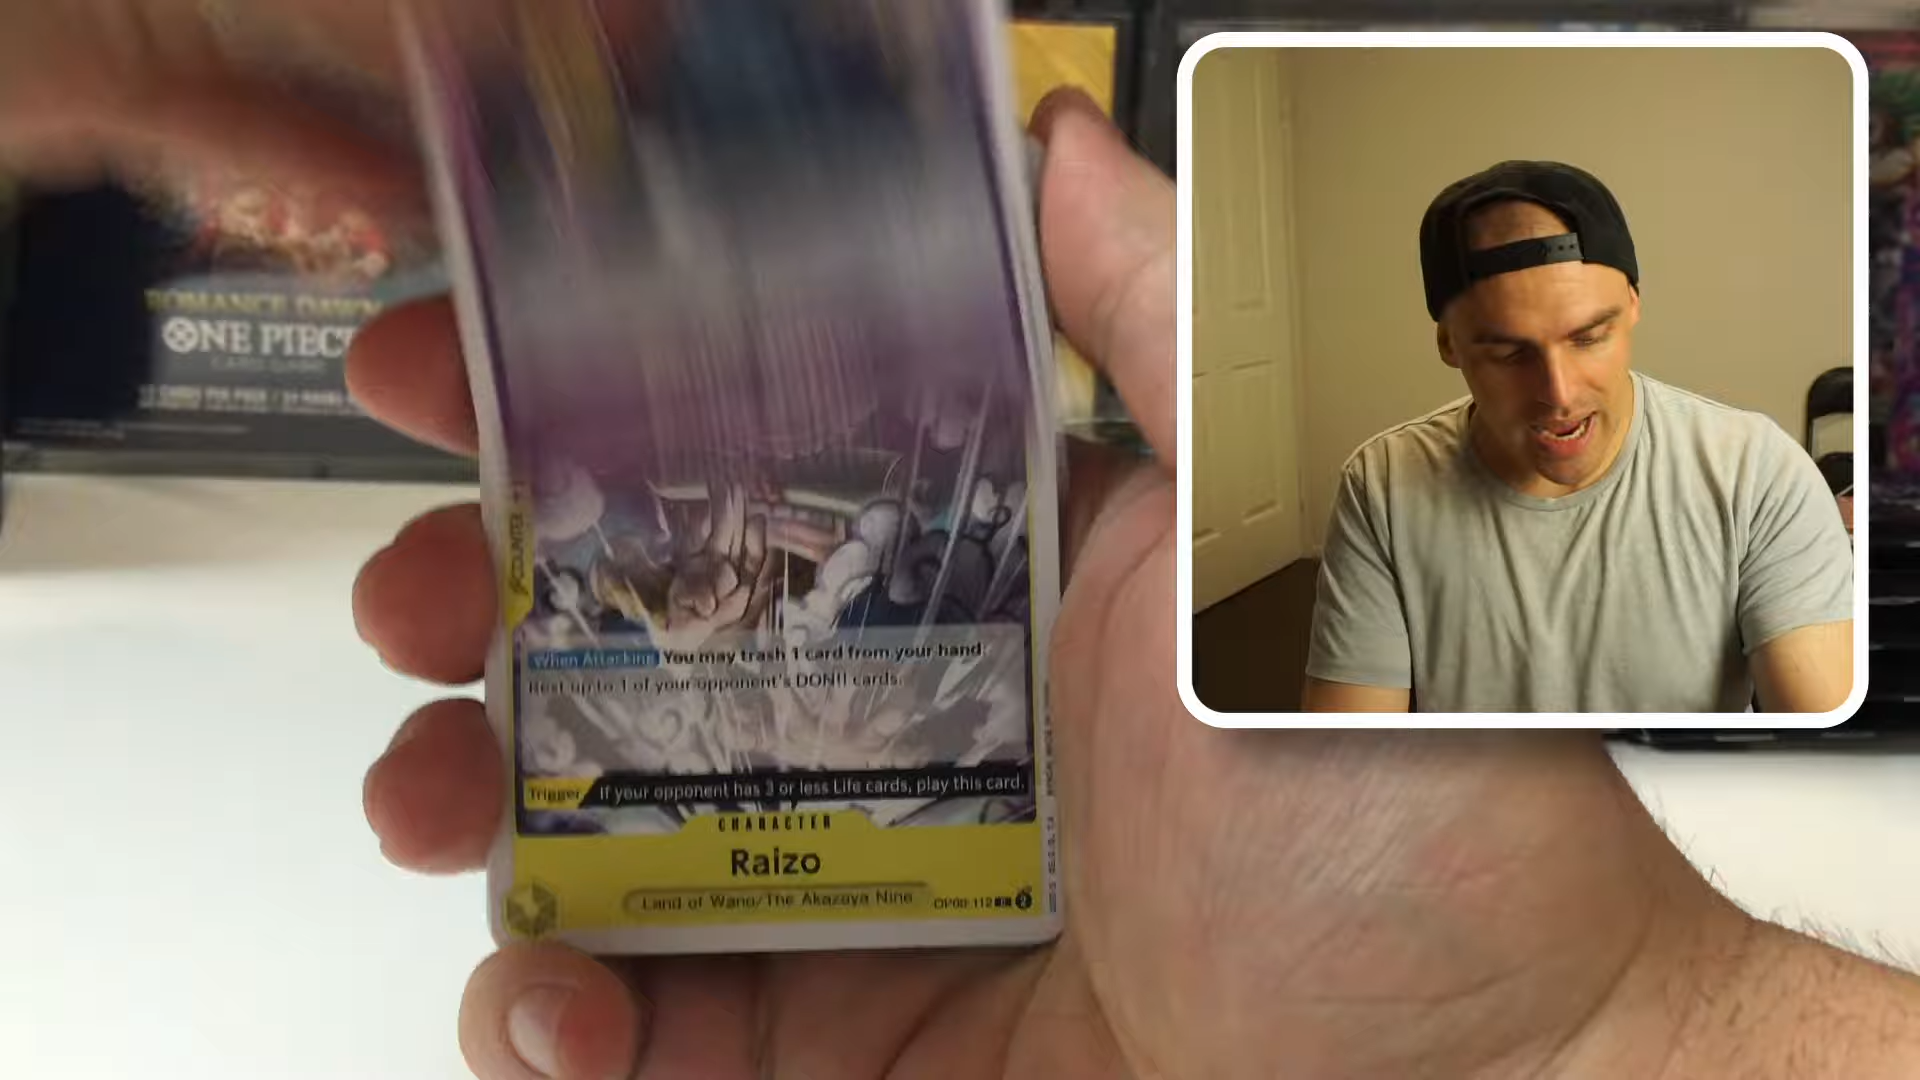 ROMANCE DAWN
ONE PIECE
CARD GAME
When Attacking You may trash 1 card from your hand:
Rest up to 1 of your opponent's DON!! cards.
Trigger If your opponent has 3 or less Life cards, play this card.
CHARACTER
Raizo
Land of Wano/The Akazaya Nine